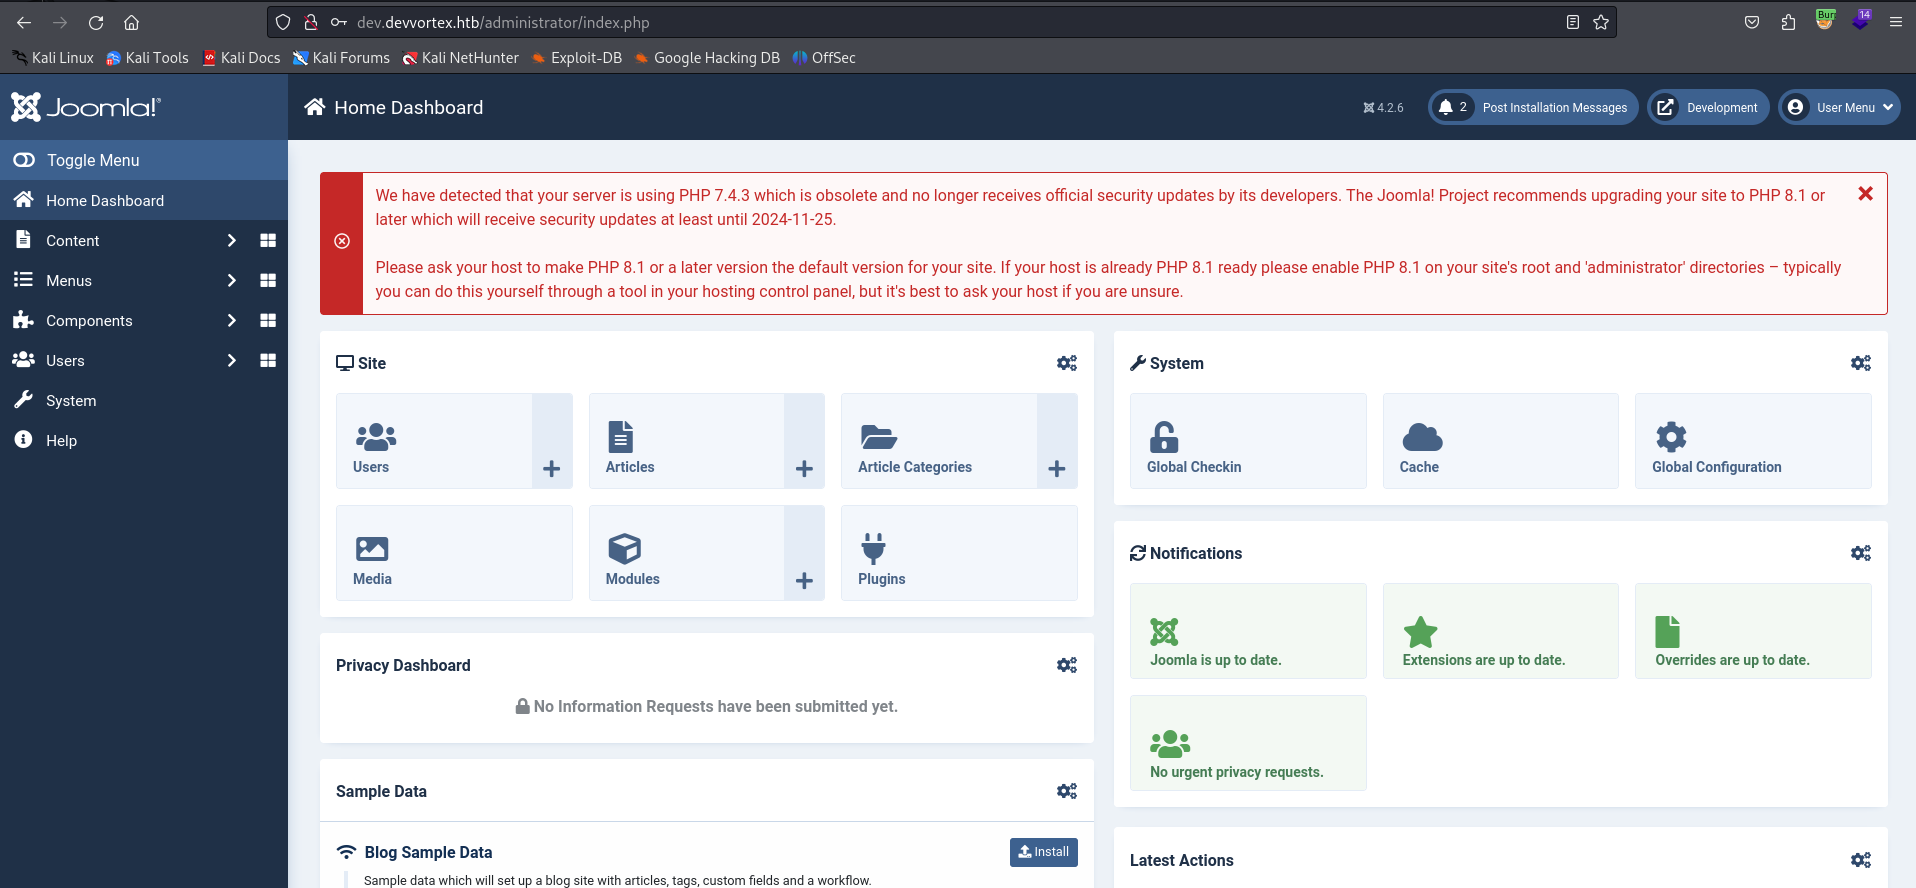 dev.devvortex.htb/administrator/index.php
Bur
14
Kali Linux
Kali Tools
Kali Docs
Kali Forums
Kali NetHunter
Exploit-DB
Google Hacking DB
OffSec
Joomla!®
Home Dashboard
4.2.6
2
Post Installation Messages
Development
User Menu
Toggle Menu
Home Dashboard
Content
Menus
Components
Users
System
Help
We have detected that your server is using PHP 7.4.3 which is obsolete and no longer receives official security updates by its developers. The Joomla! Project recommends upgrading your site to PHP 8.1 or
later which will receive security updates at least until 2024-11-25.
Please ask your host to make PHP 8.1 or a later version the default version for your site. If your host is already PHP 8.1 ready please enable PHP 8.1 on your site's root and 'administrator' directories – typically
you can do this yourself through a tool in your hosting control panel, but it's best to ask your host if you are unsure.
Site
Users
Articles
Article Categories
Media
Modules
Plugins
Privacy Dashboard
No Information Requests have been submitted yet.
Sample Data
Blog Sample Data
Install
Sample data which will set up a blog site with articles, tags, custom fields and a workflow.
System
Global Checkin
Cache
Global Configuration
Notifications
Joomla is up to date.
Extensions are up to date.
Overrides are up to date.
No urgent privacy requests.
Latest Actions